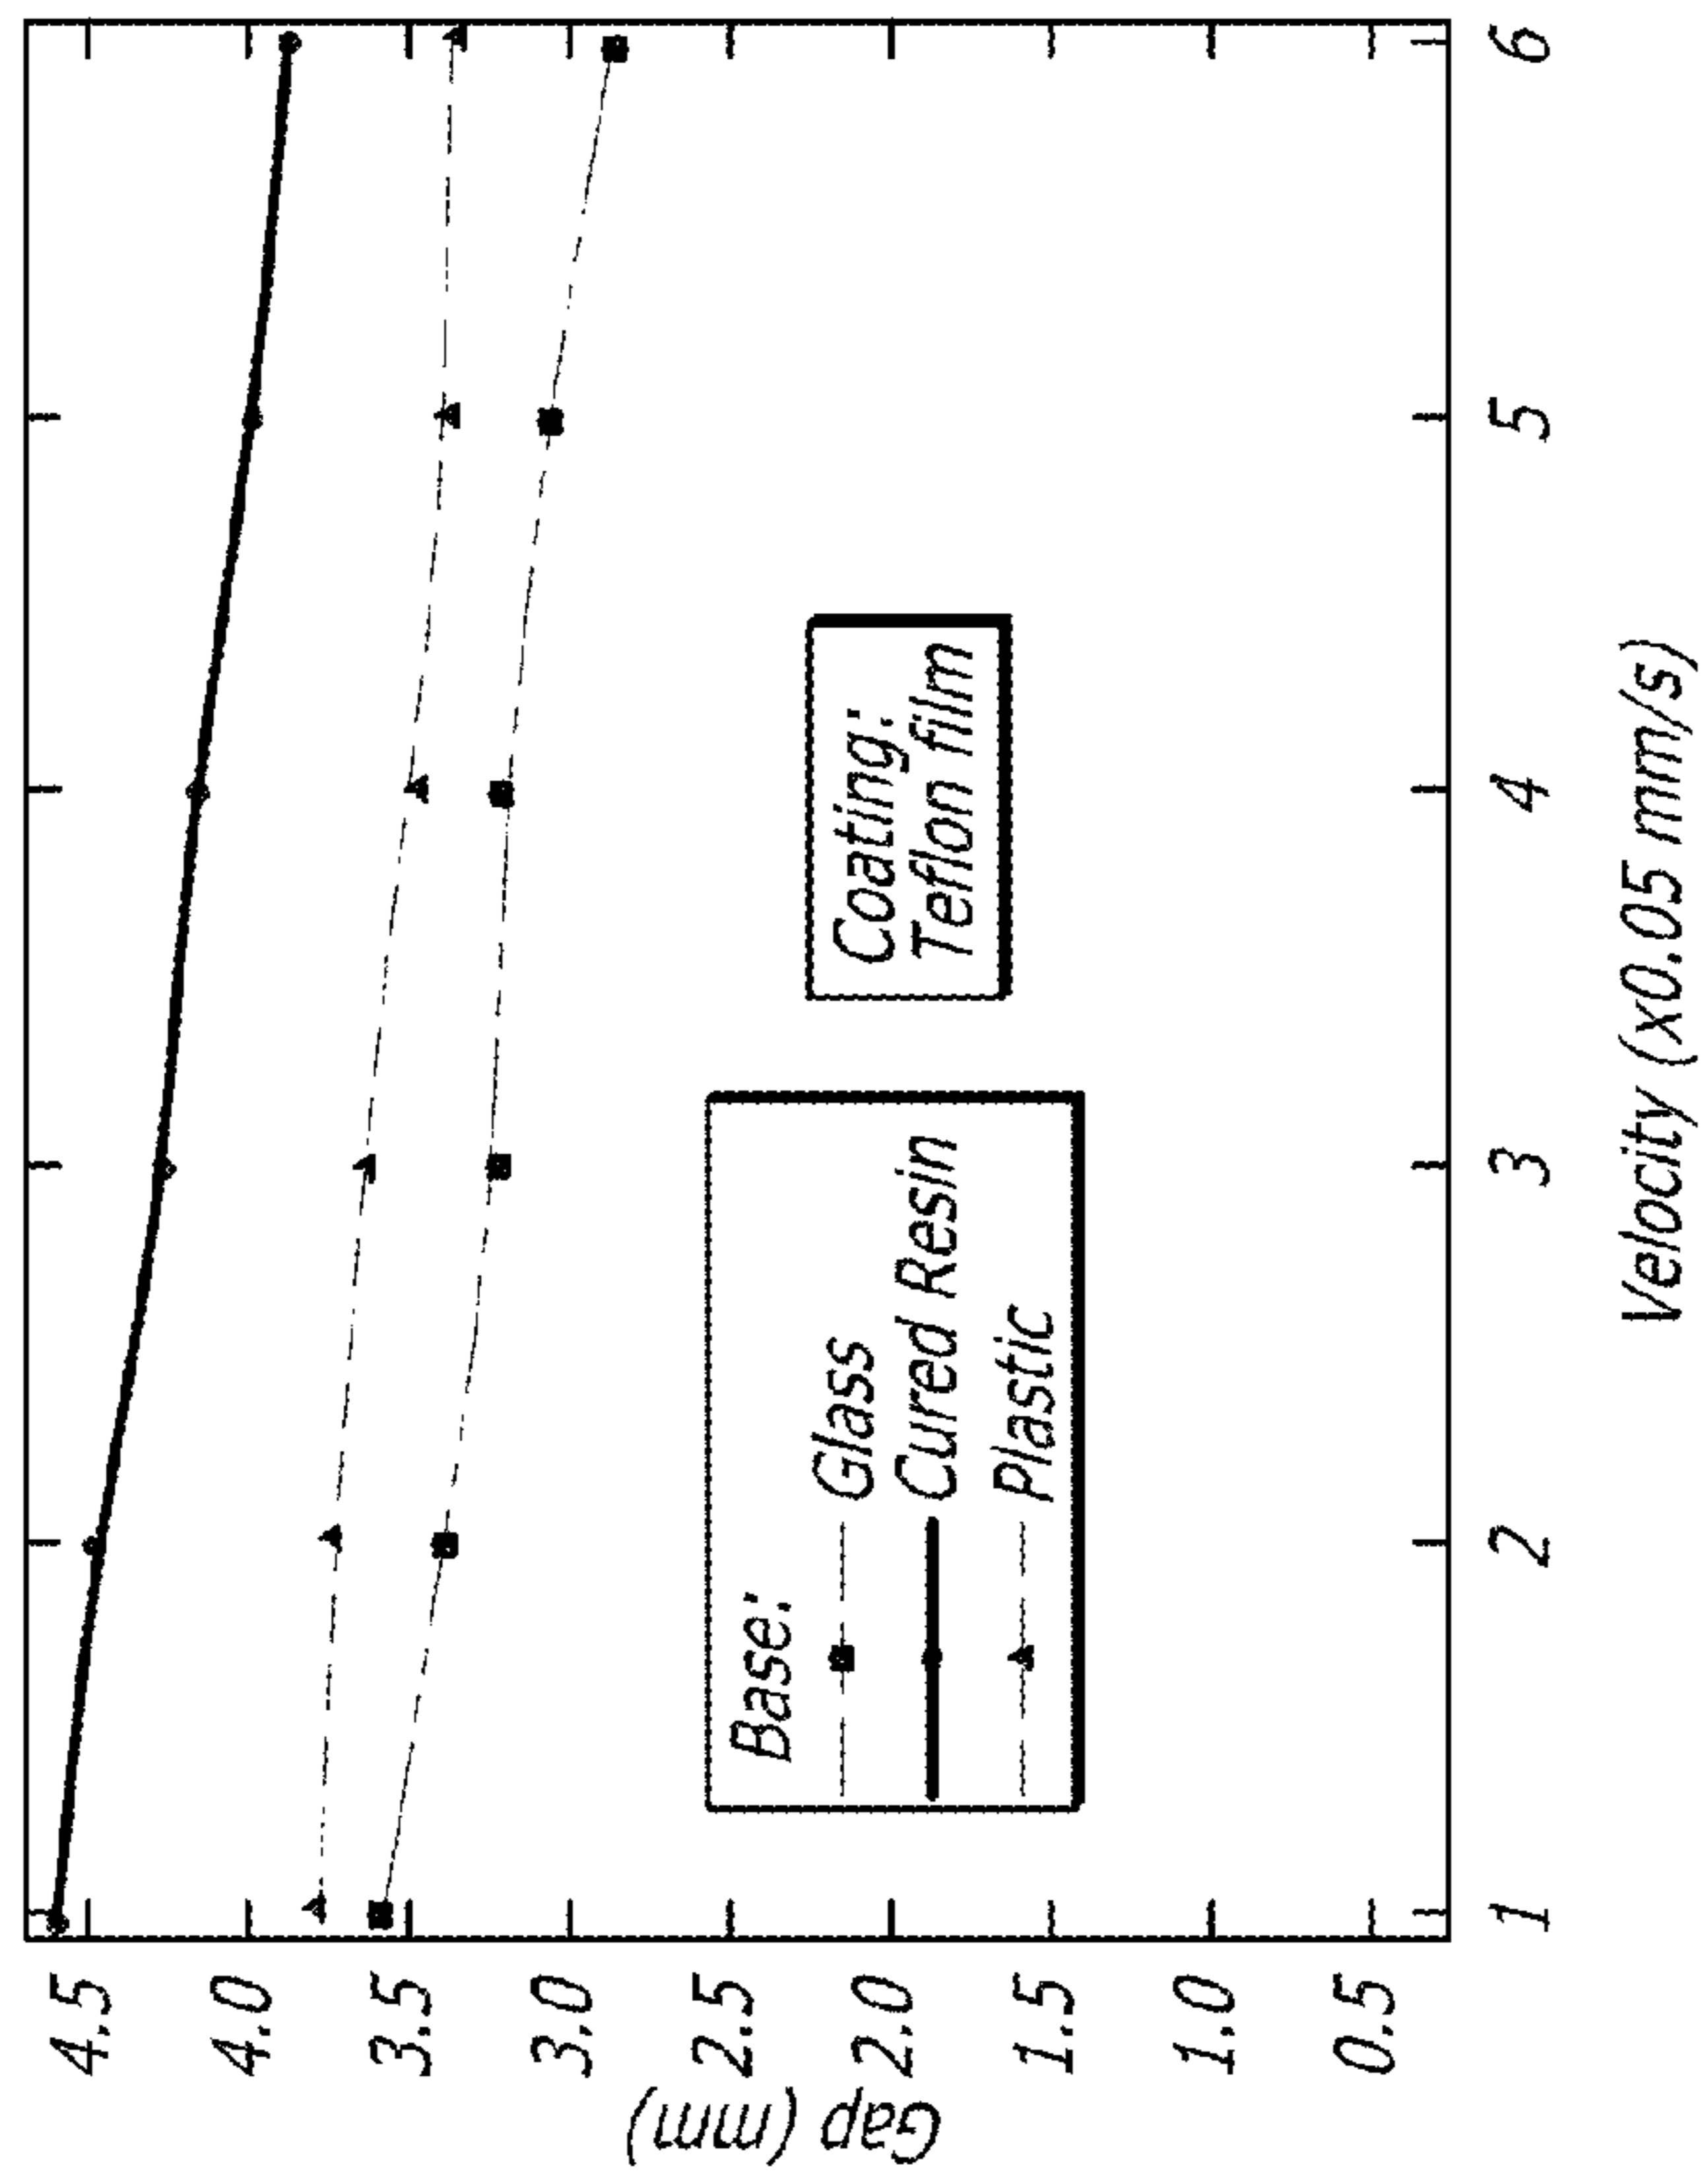 Gap (mm)
4.5
4.0
3.5
3.0
2.5
2.0
1.5
1.0
0.5
Base:
Glass
Cured Resin
Plastic
Coating:
Teflon film
1
2
3
4
5
6
Velocity (x0.05 mm/s)